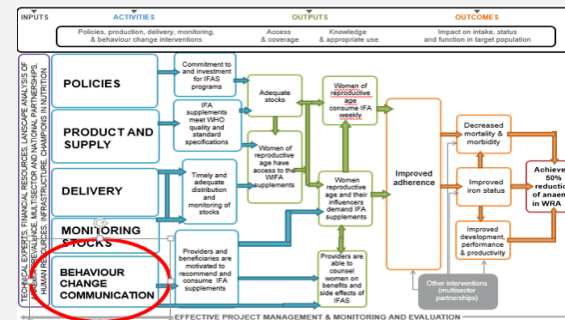 INPUTS
ACTIVITIES
OUTPUTS
OUTCOMES
Policies, production, delivery, monitoring,
& behaviour change interventions
Access
& coverage
Knowledge
& appropriate use
Impact on intake, status
and function in target population
TECHNICAL EXPERTS, FINANCIAL RESOURCES, LANSCAPE ANALYSIS OF
PREVALENCE, MULTISECTOR AND NATIONAL PARTNERSHIPS,
HUMAN RESOURCES, INFRASTRUCTURE, CHAMPIONS IN NUTRITION
POLICIES
PRODUCT AND
SUPPLY
DELIVERY
MONITORING
STOCKS
BEHAVIOUR
CHANGE
COMMUNICATION
Commitment to
and investment
for IFAS
programs
IFA
supplements
meet WHO
quality and
standard
specifications
Timely and
adequate
distribution
and
monitoring of
stocks
Providers and
beneficiaries are
motivated to
recommend and
consume IFA
supplements
Adequate
stocks
Women of
reproductive
age have
access to the
WIFA
supplements
Women of
reproductive
age
consume IFA
weekly
Women
reproductive age
and their
influencers
demand IFA
supplements
Providers are
able to
counsel
women on
benefits and
side effects of
IFAS
Improved
adherence
Decreased
mortality &
morbidity
Improved
iron status
Improved
development,
performance
& productivity
Achieve
50%
reductio
of anaem
in WRA
Other interventions
(multisector
partnerships)
EFFECTIVE PROJECT MANAGEMENT & MONITORING AND EVALUATION